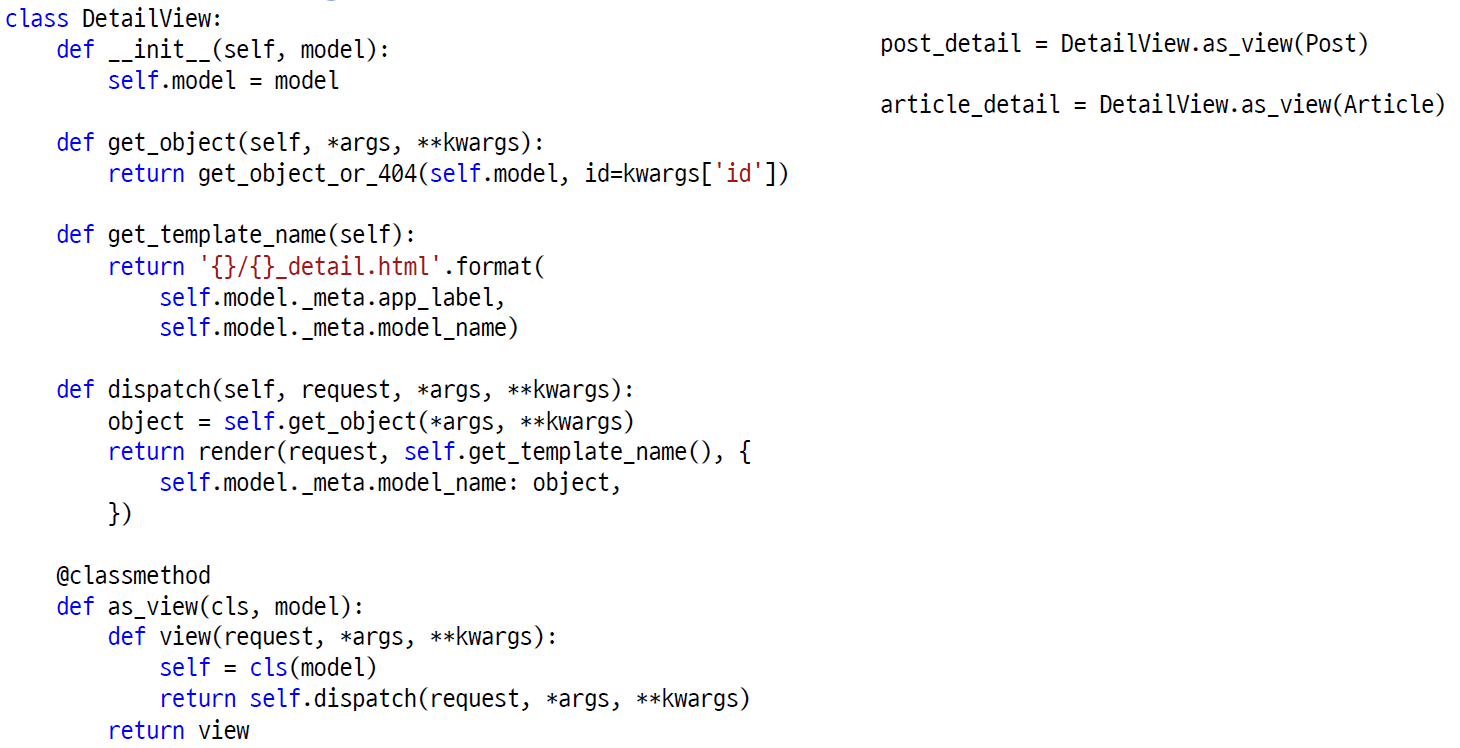 class DetailView:
    def __init__(self, model):
        self.model = model

    def get_object(self, *args, **kwargs):
        return get_object_or_404(self.model, id=kwargs['id'])

    def get_template_name(self):
        return '{}/{}_detail.html'.format(
            self.model._meta.app_label,
            self.model._meta.model_name)

    def dispatch(self, request, *args, **kwargs):
        object = self.get_object(*args, **kwargs)
        return render(request, self.get_template_name(), {
            self.model._meta.model_name: object,
        })

    @classmethod
    def as_view(cls, model):
        def view(request, *args, **kwargs):
            self = cls(model)
            return self.dispatch(request, *args, **kwargs)
        return view

post_detail = DetailView.as_view(Post)

article_detail = DetailView.as_view(Article)